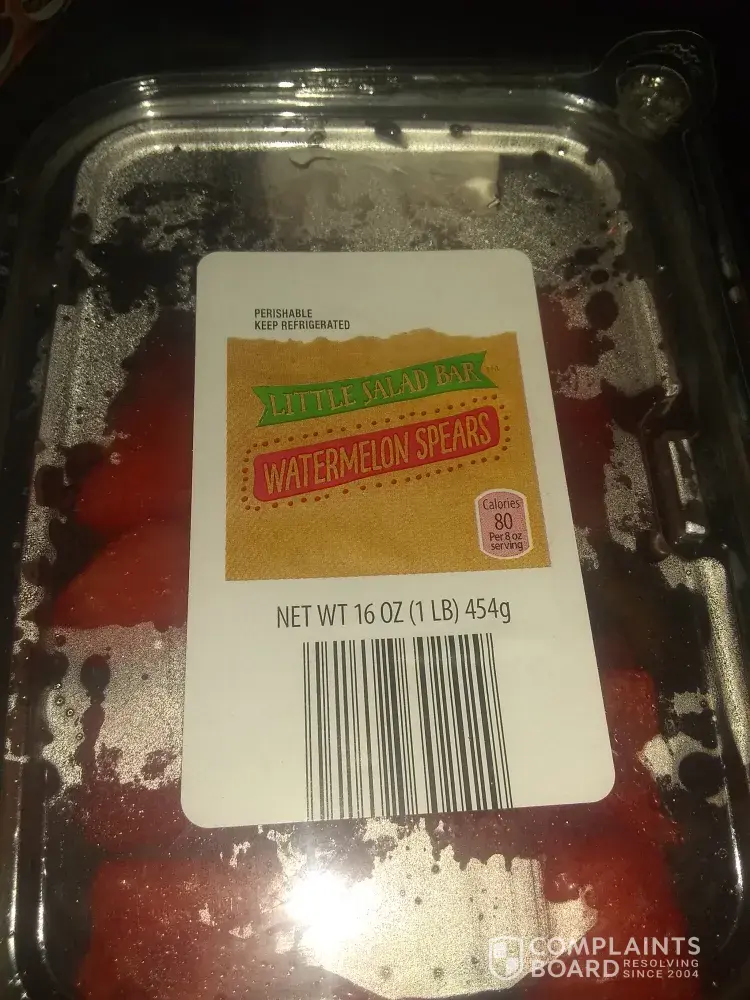 PERISHABLE
KEEP REFRIGERATED
LITTLE SALAD BAR
WATERMELON SPEARS
Calories
80
Per 8 oz
serving
NET WT 16 OZ (1 LB) 454g
COMPLAINTS
BOARD RESOLVING
SINCE 2004